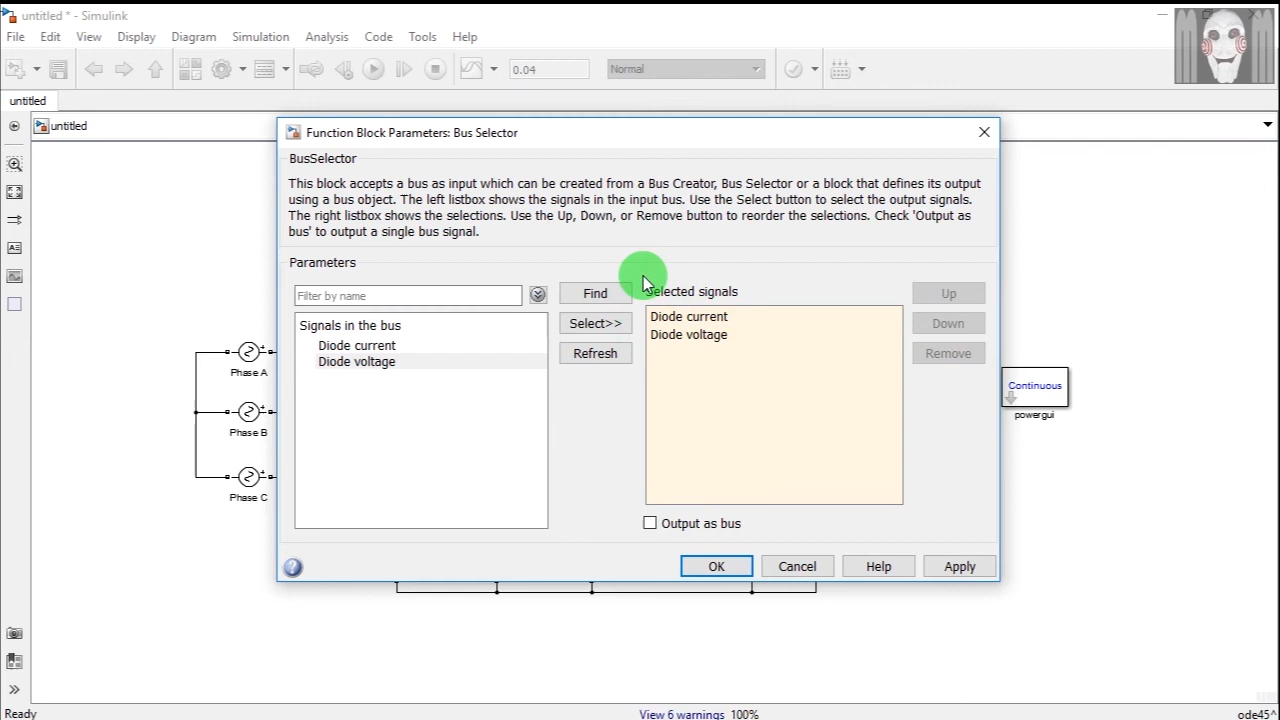 untitled * - Simulink
File Edit View Display Diagram Simulation Analysis Code Tools Help
0.04 Normal
untitled
untitled
Function Block Parameters: Bus Selector
BusSelector
This block accepts a bus as input which can be created from a Bus Creator, Bus Selector or a block that defines its output
using a bus object. The left listbox shows the signals in the input bus. Use the Select button to select the output signals.
The right listbox shows the selections. Use the Up, Down, or Remove button to reorder the selections. Check 'Output as
bus' to output a single bus signal.
Parameters
Filter by name Find Selected signals Up
Signals in the bus Select>> Diode current Down
Diode current Refresh Diode voltage Remove
Diode voltage
Phase A
Phase B
Phase C
Continuous
powergui
Output as bus
OK Cancel Help Apply
Ready View 6 warnings 100% ode45